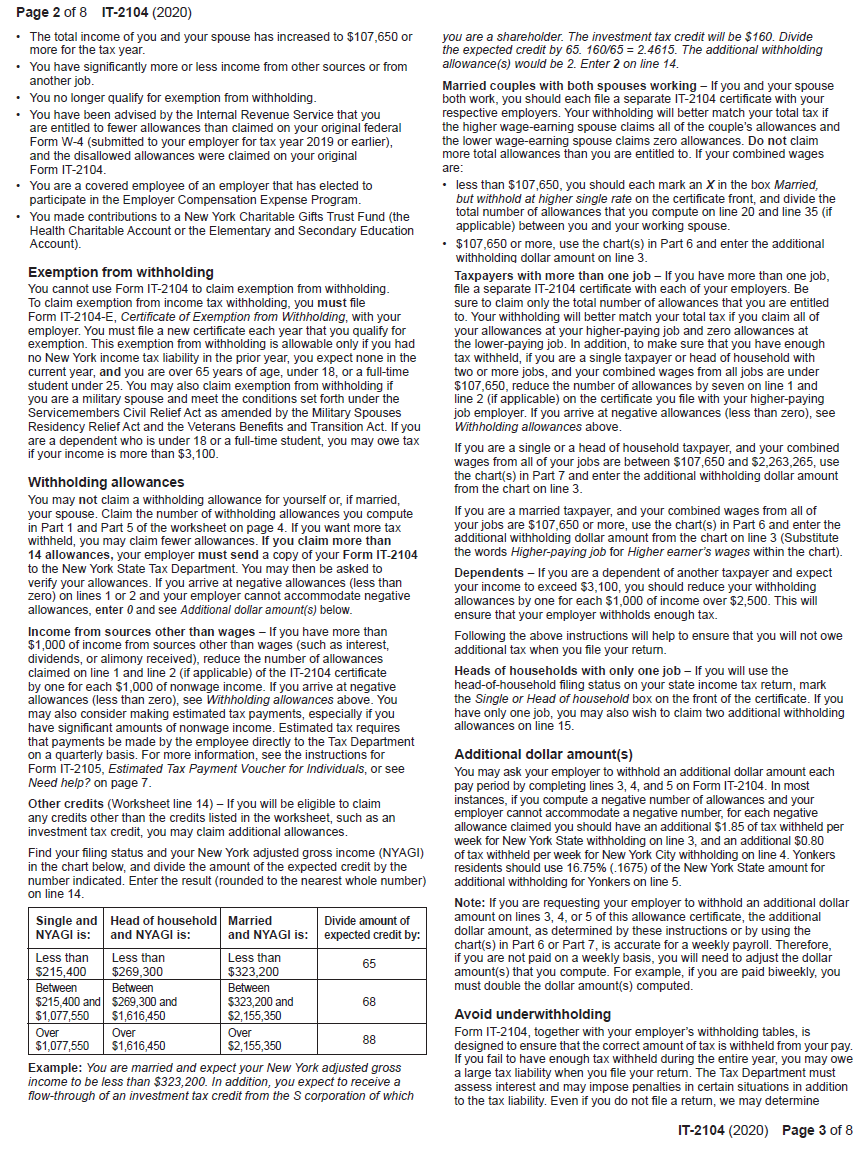 Page 2 of 8 IT-2104 (2020)
• The total income of you and your spouse has increased to $107,650 or
more for the tax year.
• You have significantly more or less income from other sources or from
another job.
• You no longer qualify for exemption from withholding.
• You have been advised by the Internal Revenue Service that you
are entitled to fewer allowances than claimed on your original federal
Form W-4 (submitted to your employer for tax year 2019 or earlier),
and the disallowed allowances were claimed on your original
Form IT-2104.
• You are a covered employee of an employer that has elected to
participate in the Employer Compensation Expense Program.
• You made contributions to a New York Charitable Gifts Trust Fund (the
Health Charitable Account or the Elementary and Secondary Education
Account).
Exemption from withholding
You cannot use Form IT-2104 to claim exemption from withholding.
To claim exemption from income tax withholding, you must file
Form IT-2104-E, Certificate of Exemption from Withholding, with your
employer. You must file a new certificate each year that you qualify for
exemption. This exemption from withholding is allowable only if you had
no New York income tax liability in the prior year, you expect none in the
current year, and you are over 65 years of age, under 18, or a full-time
student under 25. You may also claim exemption from withholding if
you are a military spouse and meet the conditions set forth under the
Servicemembers Civil Relief Act as amended by the Military Spouses
Residency Relief Act and the Veterans Benefits and Transition Act. If you
are a dependent who is under 18 or a full-time student, you may owe tax
if your income is more than $3,100.
Withholding allowances
You may not claim a withholding allowance for yourself or, if married,
your spouse. Claim the number of withholding allowances you compute
in Part 1 and Part 5 of the worksheet on page 4. If you want more tax
withheld, you may claim fewer allowances. If you claim more than
14 allowances, your employer must send a copy of your Form IT-2104
to the New York State Tax Department. You may then be asked to
verify your allowances. If you arrive at negative allowances (less than
zero) on lines 1 or 2 and your employer cannot accommodate negative
allowances, enter 0 and see Additional dollar amount(s) below.
Income from sources other than wages – If you have more than
$1,000 of income from sources other than wages (such as interest,
dividends, or alimony received), reduce the number of allowances
claimed on line 1 and line 2 (if applicable) of the IT-2104 certificate
by one for each $1,000 of nonwage income. If you arrive at negative
allowances (less than zero), see Withholding allowances above. You
may also consider making estimated tax payments, especially if you
have significant amounts of nonwage income. Estimated tax requires
that payments be made by the employee directly to the Tax Department
on a quarterly basis. For more information, see the instructions for
Form IT-2105, Estimated Tax Payment Voucher for Individuals, or see
Need help? on page 7.
Other credits (Worksheet line 14) – If you will be eligible to claim
any credits other than the credits listed in the worksheet, such as an
investment tax credit, you may claim additional allowances.
Find your filing status and your New York adjusted gross income (NYAGI)
in the chart below, and divide the amount of the expected credit by the
number indicated. Enter the result (rounded to the nearest whole number)
on line 14.
Single and Head of household Married Divide amount of
NYAGI is: and NYAGI is: and NYAGI is: expected credit by:
Less than Less than Less than
$215,400 $269,300 $323,200 65
Between Between Between
$215,400 and $269,300 and $323,200 and 68
$1,077,550 $1,616,450 $2,155,350
Over Over Over
$1,077,550 $1,616,450 $2,155,350 88
Example: You are married and expect your New York adjusted gross
income to be less than $323,200. In addition, you expect to receive a
flow-through of an investment tax credit from the S corporation of which
you are a shareholder. The investment tax credit will be $160. Divide
the expected credit by 65. 160/65 = 2.4615. The additional withholding
allowance(s) would be 2. Enter 2 on line 14.
Married couples with both spouses working – If you and your spouse
both work, you should each file a separate IT-2104 certificate with your
respective employers. Your withholding will better match your total tax if
the higher wage-earning spouse claims all of the couple's allowances and
the lower wage-earning spouse claims zero allowances. Do not claim
more total allowances than you are entitled to. If your combined wages
are:
• less than $107,650, you should each mark an X in the box Married,
but withhold at higher single rate on the certificate front, and divide the
total number of allowances that you compute on line 20 and line 35 (if
applicable) between you and your working spouse.
• $107,650 or more, use the chart(s) in Part 6 and enter the additional
withholding dollar amount on line 3.
Taxpayers with more than one job – If you have more than one job,
file a separate IT-2104 certificate with each of your employers. Be
sure to claim only the total number of allowances that you are entitled
to. Your withholding will better match your total tax if you claim all of
your allowances at your higher-paying job and zero allowances at
the lower-paying job. In addition, to make sure that you have enough
tax withheld, if you are a single taxpayer or head of household with
two or more jobs, and your combined wages from all jobs are under
$107,650, reduce the number of allowances by seven on line 1 and
line 2 (if applicable) on the certificate you file with your higher-paying
job employer. If you arrive at negative allowances (less than zero), see
Withholding allowances above.
If you are a single or a head of household taxpayer, and your combined
wages from all of your jobs are between $107,650 and $2,263,265, use
the chart(s) in Part 7 and enter the additional withholding dollar amount
from the chart on line 3.
If you are a married taxpayer, and your combined wages from all of
your jobs are $107,650 or more, use the chart(s) in Part 6 and enter the
additional withholding dollar amount from the chart on line 3 (Substitute
the words Higher-paying job for Higher earner's wages within the chart).
Dependents – If you are a dependent of another taxpayer and expect
your income to exceed $3,100, you should reduce your withholding
allowances by one for each $1,000 of income over $2,500. This will
ensure that your employer withholds enough tax.
Following the above instructions will help to ensure that you will not owe
additional tax when you file your return.
Heads of households with only one job – If you will use the
head-of-household filing status on your state income tax return, mark
the Single or Head of household box on the front of the certificate. If you
have only one job, you may also wish to claim two additional withholding
allowances on line 15.
Additional dollar amount(s)
You may ask your employer to withhold an additional dollar amount each
pay period by completing lines 3, 4, and 5 on Form IT-2104. In most
instances, if you compute a negative number of allowances and your
employer cannot accommodate a negative number, for each negative
allowance claimed you should have an additional $1.85 of tax withheld per
week for New York State withholding on line 3, and an additional $0.80
of tax withheld per week for New York City withholding on line 4. Yonkers
residents should use 16.75% (.1675) of the New York State amount for
additional withholding for Yonkers on line 5.
Note: If you are requesting your employer to withhold an additional dollar
amount on lines 3, 4, or 5 of this allowance certificate, the additional
dollar amount, as determined by these instructions or by using the
chart(s) in Part 6 or Part 7, is accurate for a weekly payroll. Therefore,
if you are not paid on a weekly basis, you will need to adjust the dollar
amount(s) that you compute. For example, if you are paid biweekly, you
must double the dollar amount(s) computed.
Avoid underwithholding
Form IT-2104, together with your employer's withholding tables, is
designed to ensure that the correct amount of tax is withheld from your pay.
If you fail to have enough tax withheld during the entire year, you may owe
a large tax liability when you file your return. The Tax Department must
assess interest and may impose penalties in certain situations in addition
to the tax liability. Even if you do not file a return, we may determine
IT-2104 (2020) Page 3 of 8